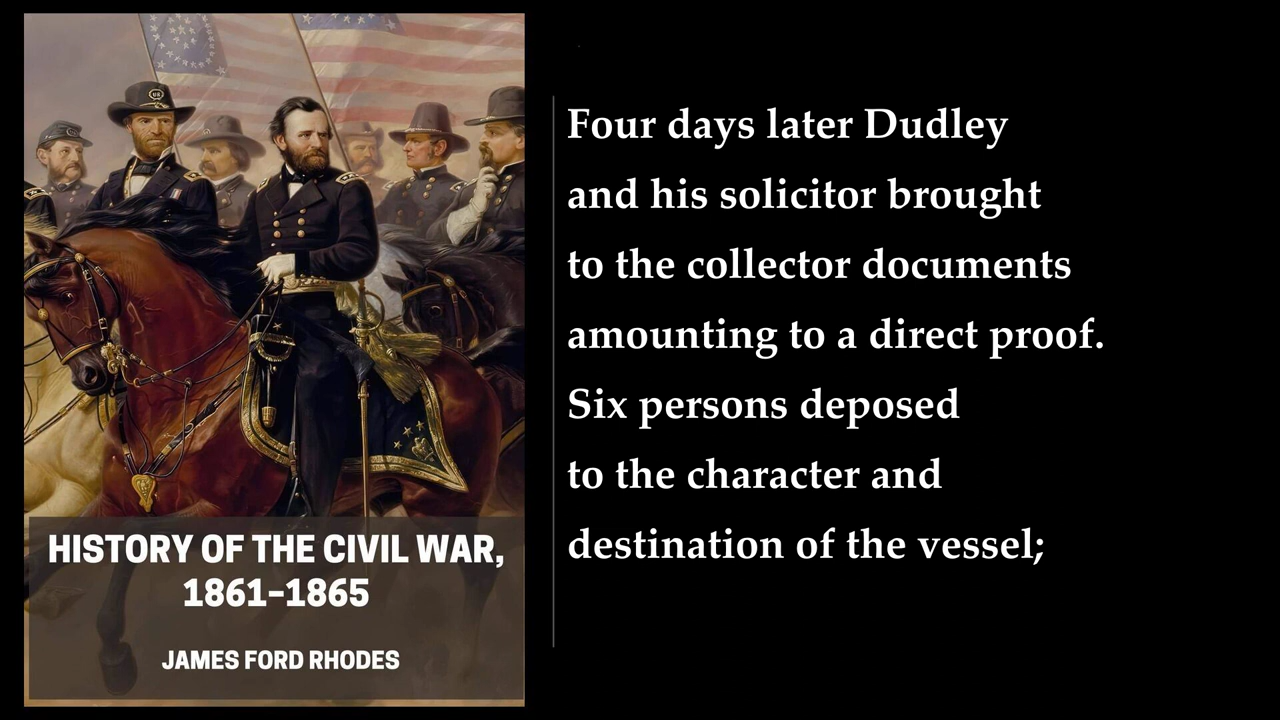 HISTORY OF THE CIVIL WAR,
1861–1865
JAMES FORD RHODES
Four days later Dudley
and his solicitor brought
to the collector documents
amounting to a direct proof.
Six persons deposed
to the character and
destination of the vessel;